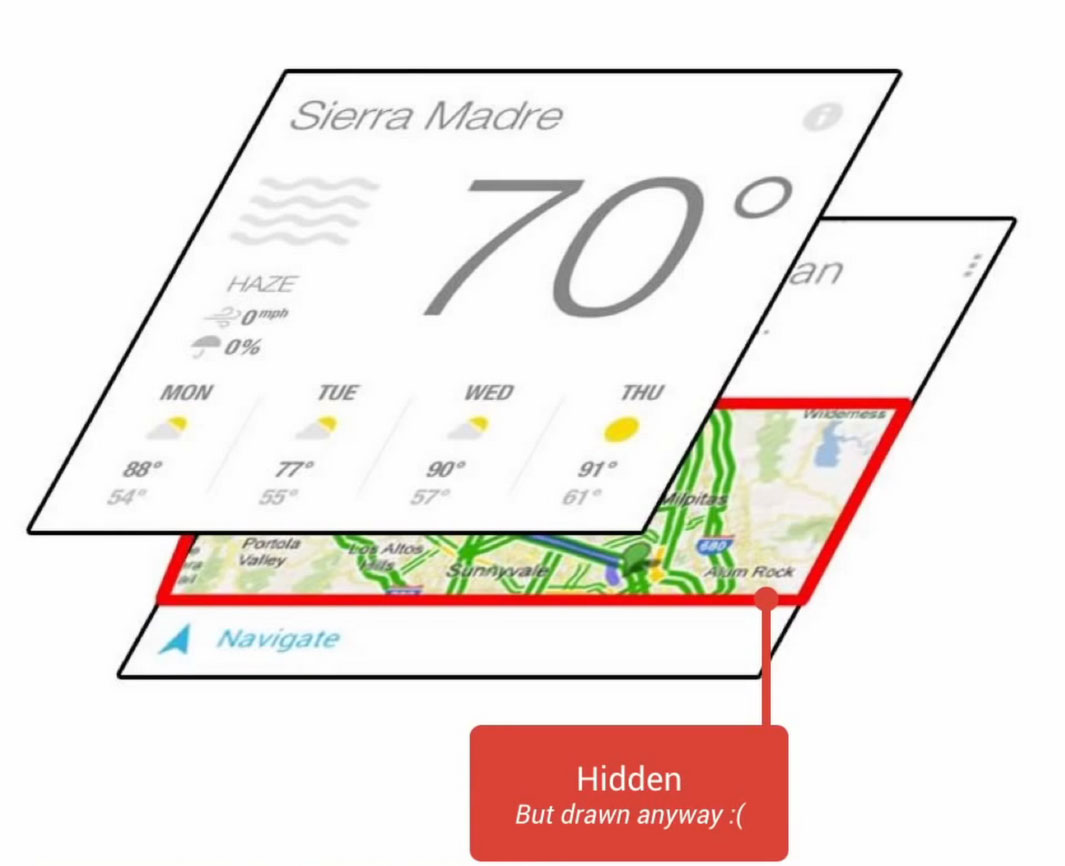 Sierra Madre
70°
HAZE
0 mph
0%
MON TUE WED THU
88° 77° 90° 91°
54° 55° 57° 61°
an
Wilderness
Milpitas
680
Portola
Valley
Los Altos
Hills
Sunnyvale
Alum Rock
Navigate
Hidden
But drawn anyway :(